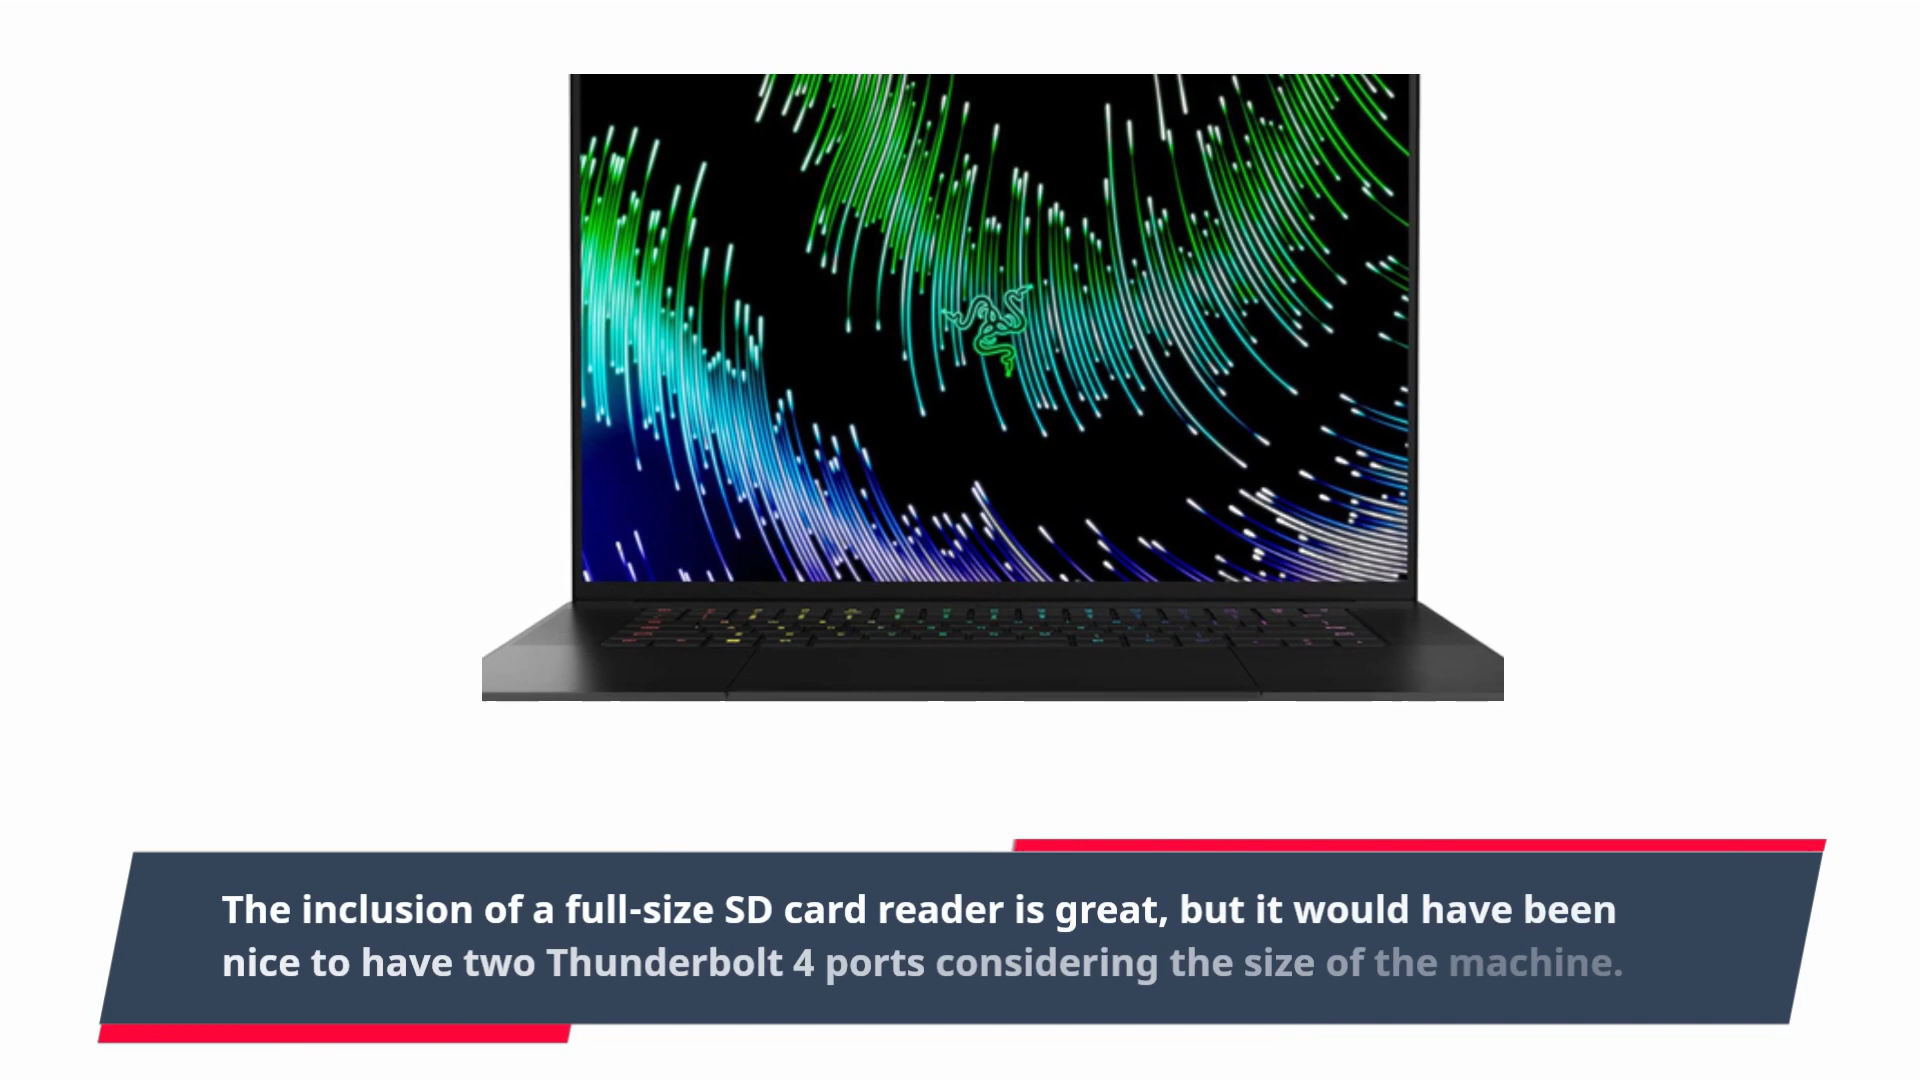 The inclusion of a full-size SD card reader is great, but it would have been
nice to have two Thunderbolt 4 ports considering the size of the machine.